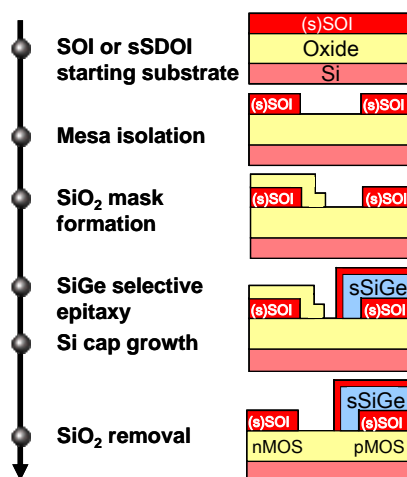 (s)SOI
SOI or sSDOI
starting substrate
Oxide
Si
(s)SOI (s)SOI
Mesa isolation
SiO2 mask
formation
(s)SOI (s)SOI
SiGe selective
epitaxy
sSiGe
(s)SOI (s)SOI
Si cap growth
sSiGe
(s)SOI (s)SOI
SiO2 removal
nMOS pMOS